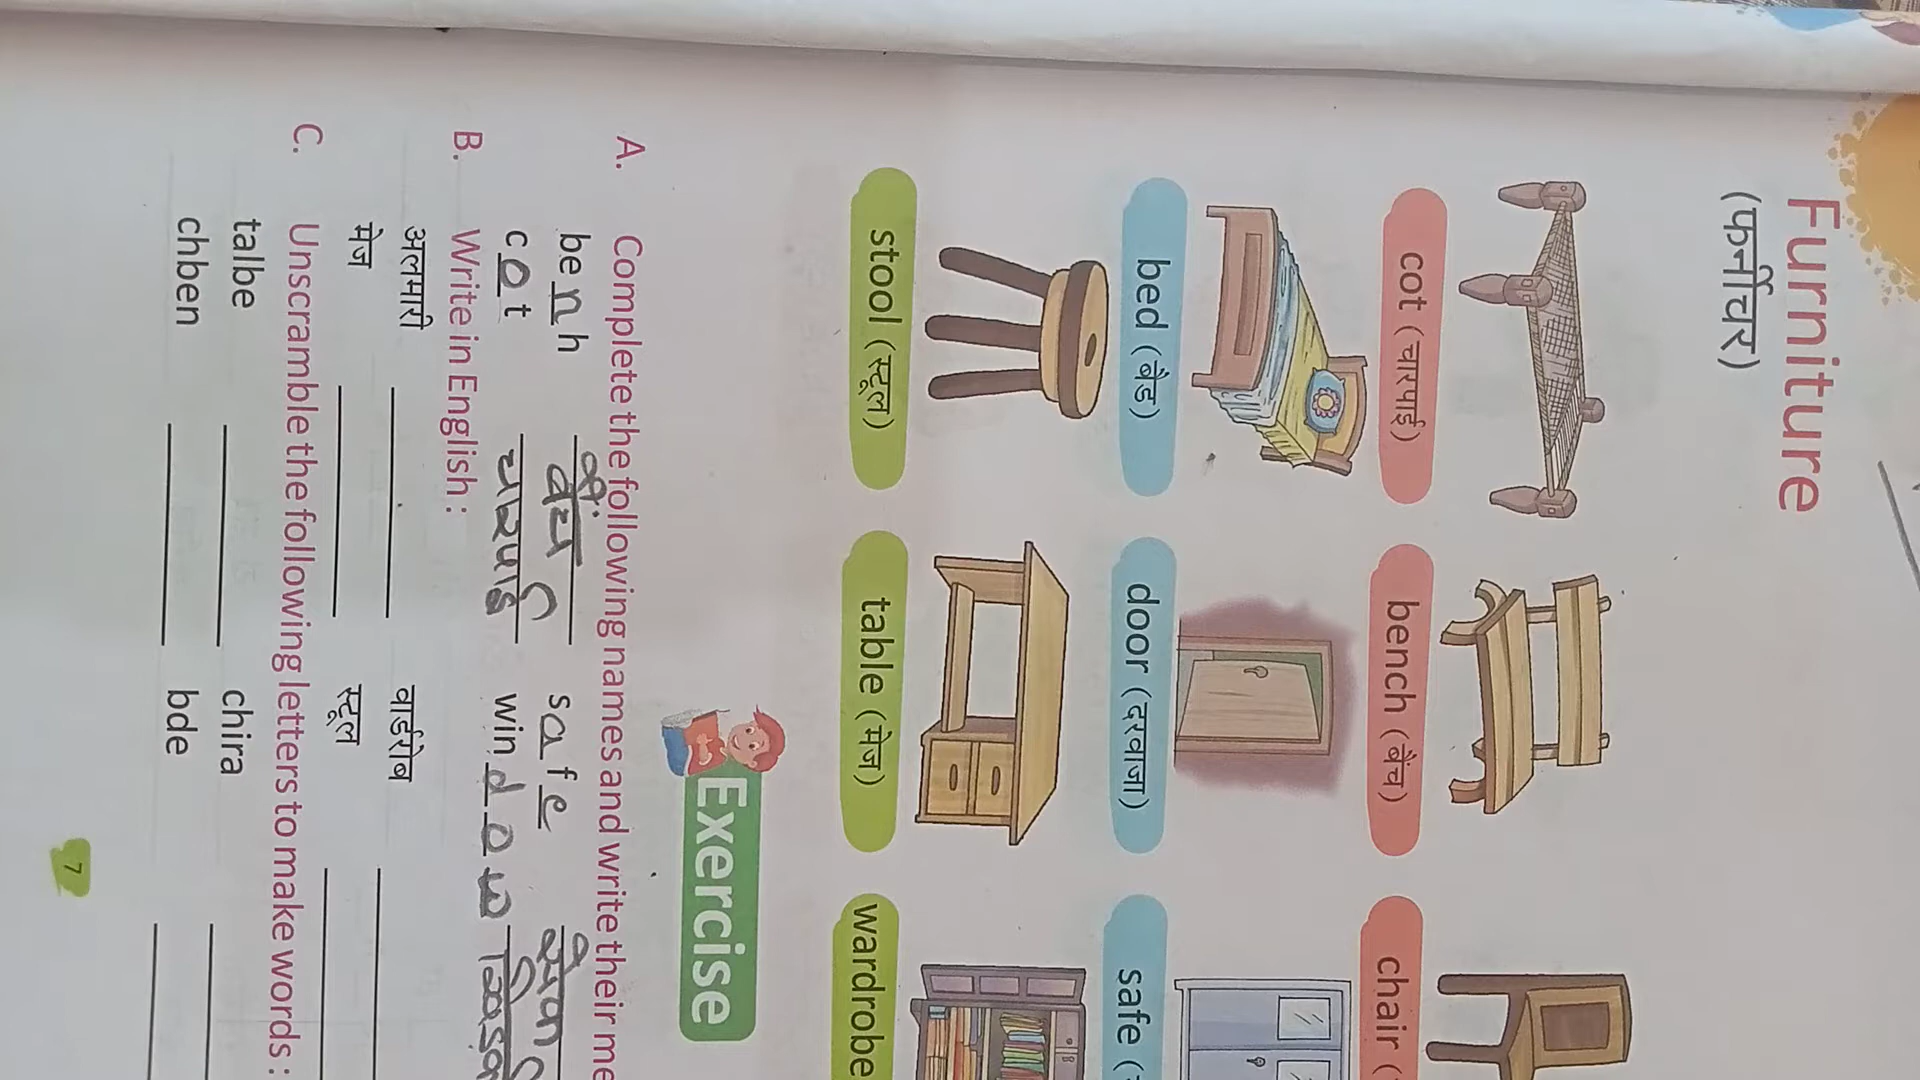 Furniture
(फर्नीचर)
cot (चारपाई) bench (बैंच) chair (
bed (बैड) door (दरवाजा) safe (
stool (स्टूल) table (मेज) wardrobe
Exercise
A. Complete the following names and write their me
be n h बैंच s a f e
c o t चारपाई win d o w
B. Write in English :
अलमारी वार्डरोब
मेज स्टूल
C. Unscramble the following letters to make words :
talbe chira
chben bde
7